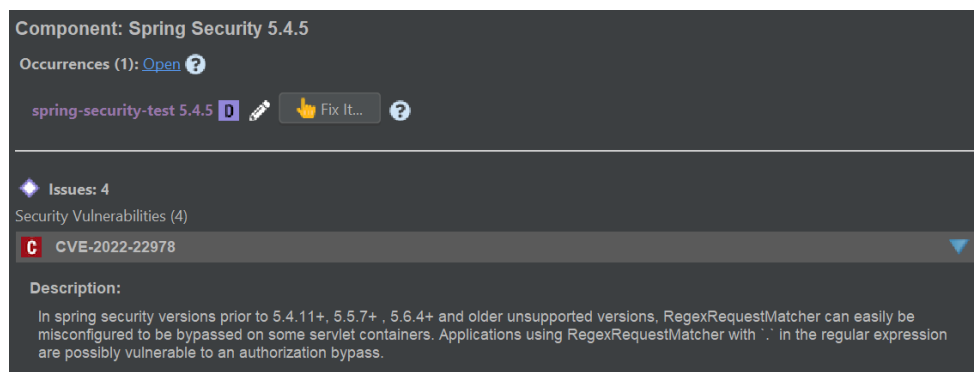 Component: Spring Security 5.4.5
Occurrences (1): Open ?
spring-security-test 5.4.5 D Fix It... ?
Issues: 4
Security Vulnerabilities (4)
C CVE-2022-22978
Description:
In spring security versions prior to 5.4.11+, 5.5.7+ , 5.6.4+ and older unsupported versions, RegexRequestMatcher can easily be
misconfigured to be bypassed on some servlet containers. Applications using RegexRequestMatcher with `.` in the regular expression
are possibly vulnerable to an authorization bypass.